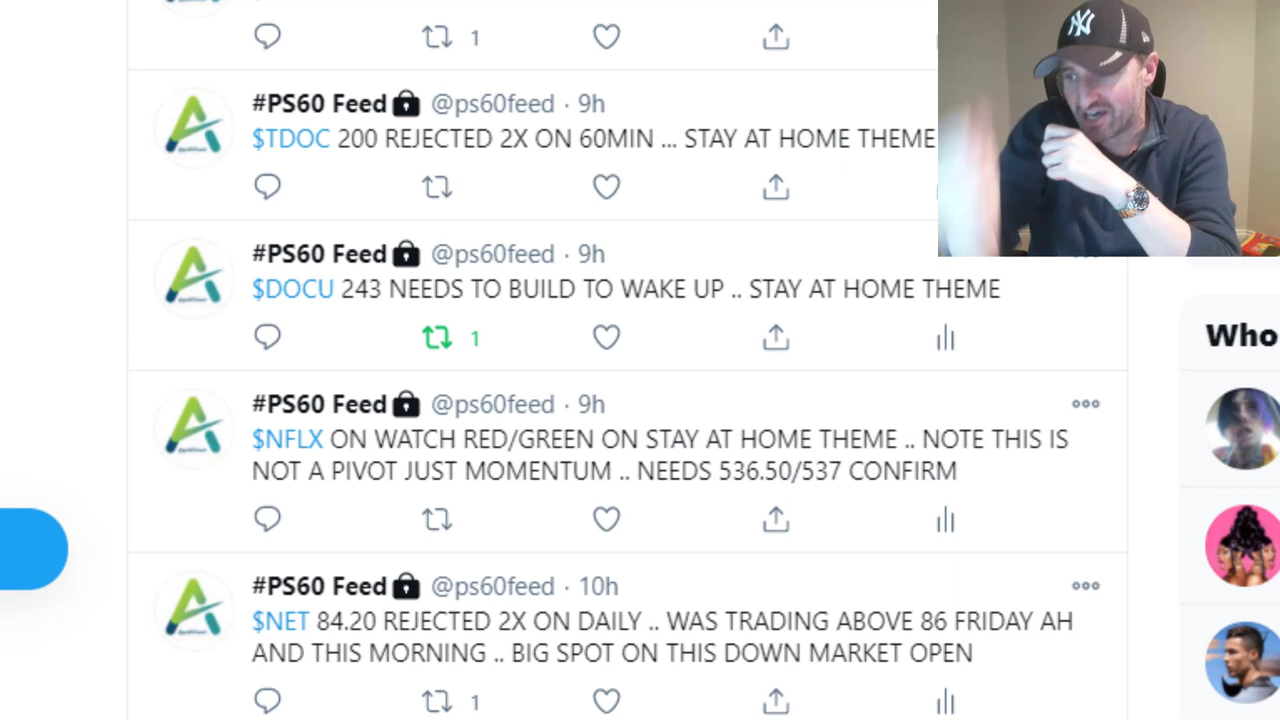 1
#PS60 Feed @ps60feed · 9h
$TDOC 200 REJECTED 2X ON 60MIN ... STAY AT HOME THEME
#PS60 Feed @ps60feed · 9h
$DOCU 243 NEEDS TO BUILD TO WAKE UP .. STAY AT HOME THEME
1
#PS60 Feed @ps60feed · 9h
$NFLX ON WATCH RED/GREEN ON STAY AT HOME THEME .. NOTE THIS IS
NOT A PIVOT JUST MOMENTUM .. NEEDS 536.50/537 CONFIRM
#PS60 Feed @ps60feed · 10h
$NET 84.20 REJECTED 2X ON DAILY .. WAS TRADING ABOVE 86 FRIDAY AH
AND THIS MORNING .. BIG SPOT ON THIS DOWN MARKET OPEN
1
Who
NY